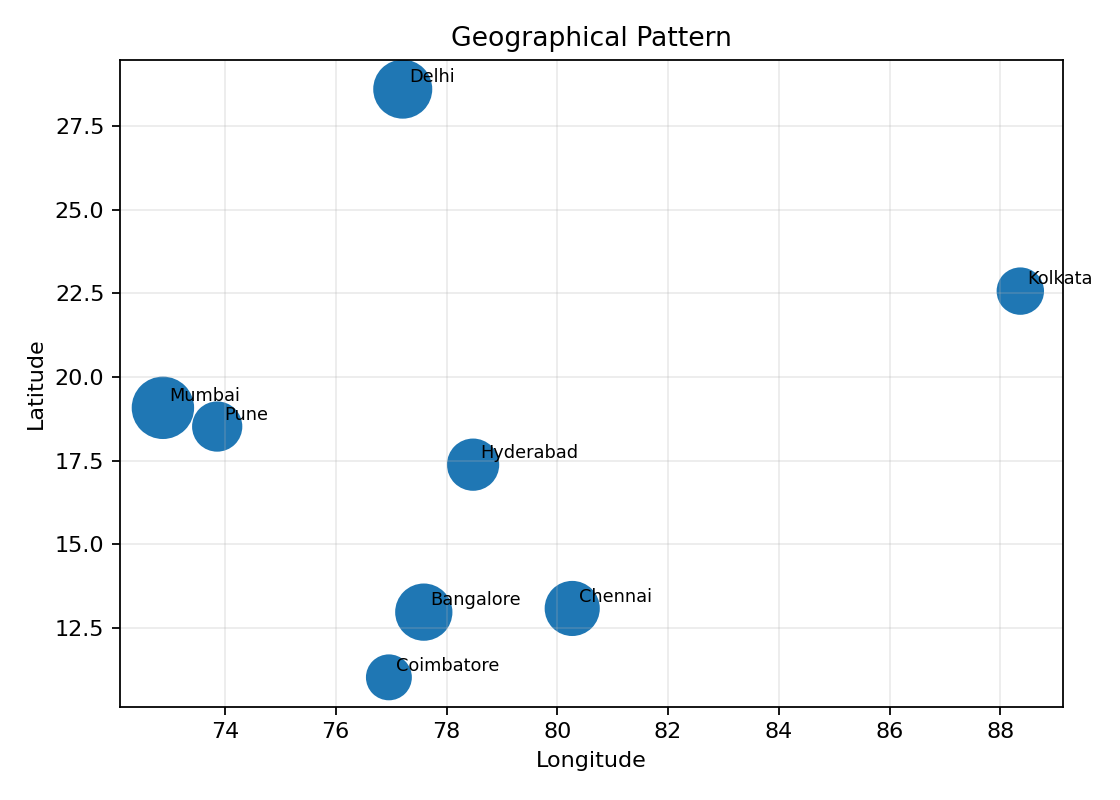 Geographical Pattern
Delhi
27.5
25.0
Kolkata
22.5
20.0
Mumbai
Pune
Hyderabad
17.5
15.0
Bangalore
Chennai
12.5
Coimbatore
Latitude
74
76
78
80
82
84
86
88
Longitude